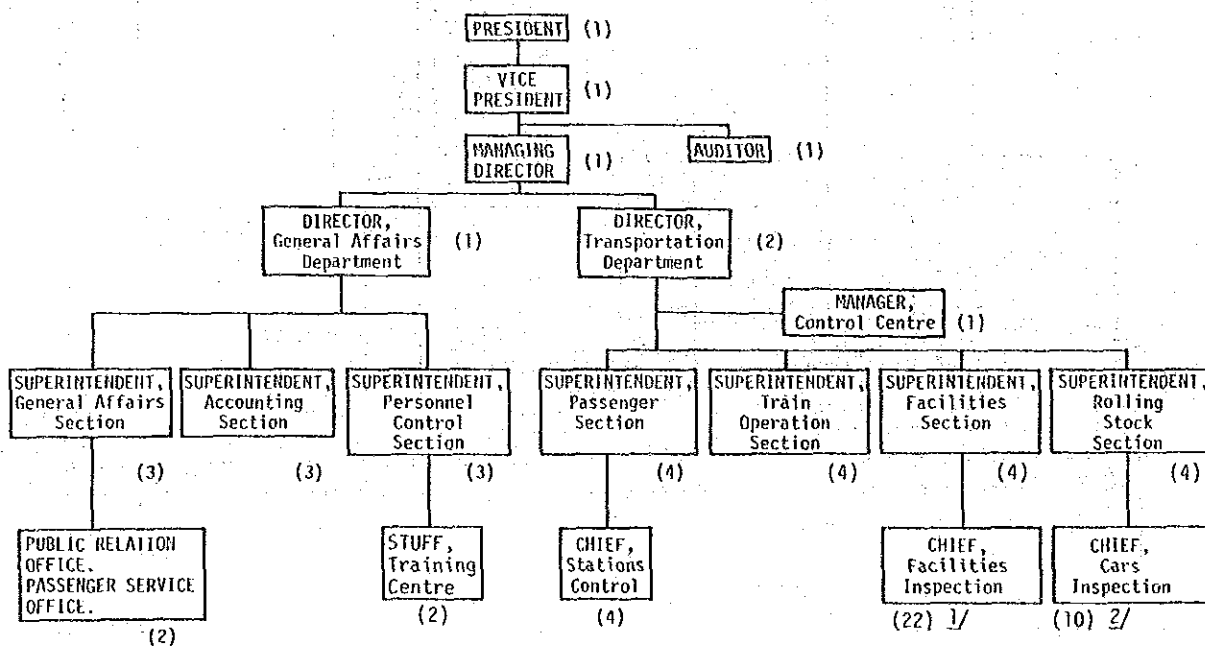 PRESIDENT (1)
VICE
PRESIDENT (1)
MANAGING
DIRECTOR (1)
AUDITOR (1)
DIRECTOR,
General Affairs
Department (1)
DIRECTOR,
Transportation
Department (2)
MANAGER,
Control Centre (1)
SUPERINTENDENT,
General Affairs
Section
(3)
SUPERINTENDENT,
Accounting
Section
(3)
SUPERINTENDENT,
Personnel
Control
Section
(3)
SUPERINTENDENT,
Passenger
Section
(4)
SUPERINTENDENT,
Train
Operation
Section
(4)
SUPERINTENDENT,
Facilities
Section
(4)
SUPERINTENDENT,
Rolling
Stock
Section
(4)
PUBLIC RELATION
OFFICE.
PASSENGER SERVICE
OFFICE.
(2)
STUFF,
Training
Centre
(2)
CHIEF,
Stations
Control
(4)
CHIEF,
Facilities
Inspection
(22) 1/
CHIEF,
Cars
Inspection
(10) 2/